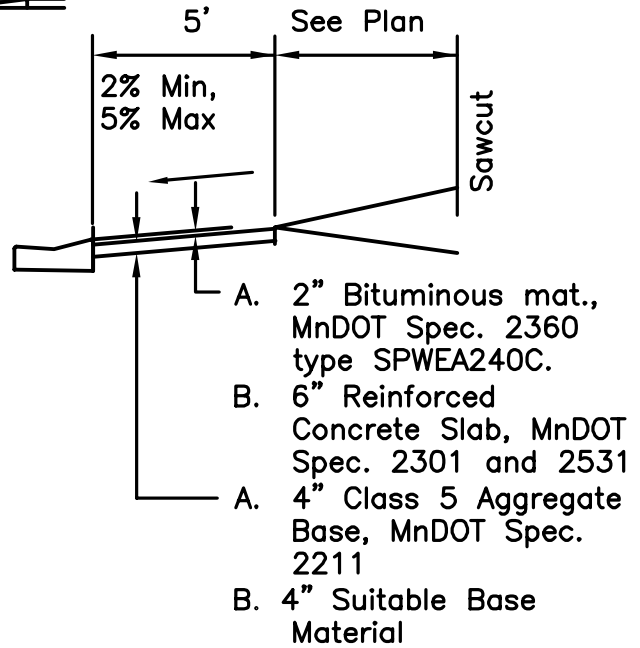 5' See Plan
2% Min,
5% Max
Sawcut
A. 2" Bituminous mat.,
MnDOT Spec. 2360
type SPWEA240C.
B. 6" Reinforced
Concrete Slab, MnDOT
Spec. 2301 and 2531
A. 4" Class 5 Aggregate
Base, MnDOT Spec.
2211
B. 4" Suitable Base
Material